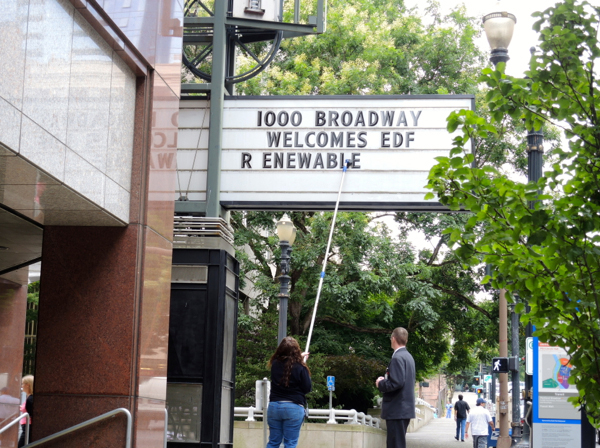 1000 BROADWAY
WELCOMES EDF
R ENEWABLE